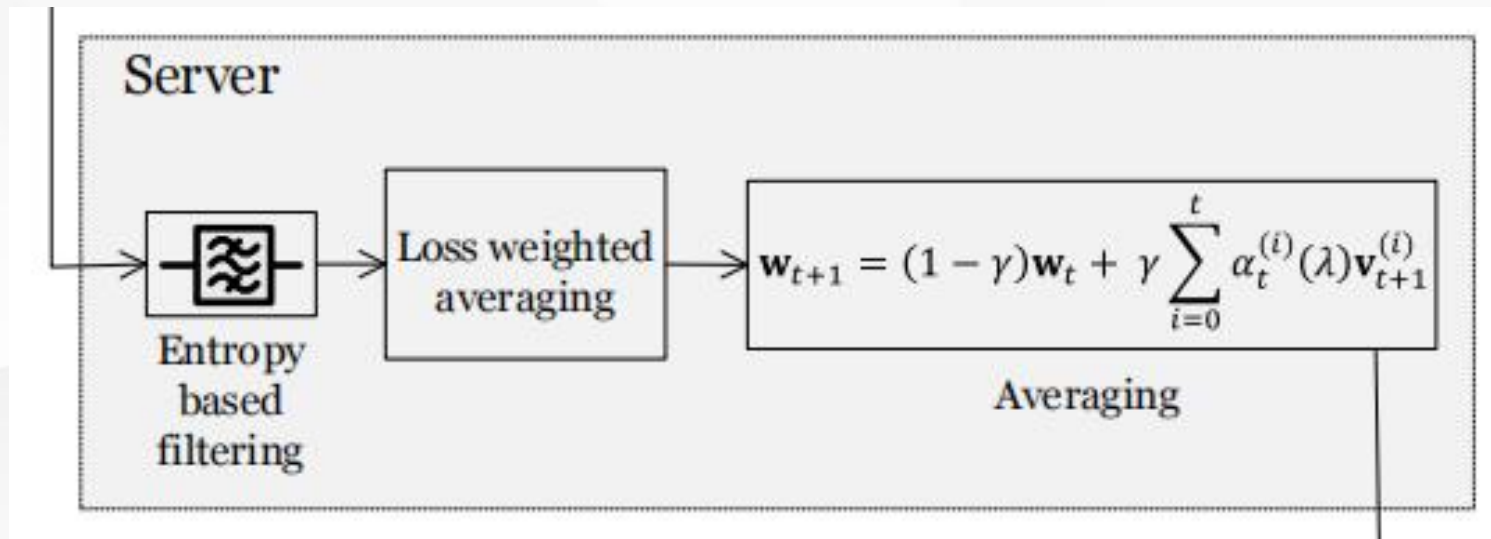 Server
Entropy
based
filtering
Loss weighted
averaging
𝐰_{t+1} = (1 − γ)𝐰_t + γ ∑_{i=0}^{t} α_t^{(i)}(λ)𝐯_{t+1}^{(i)}
Averaging